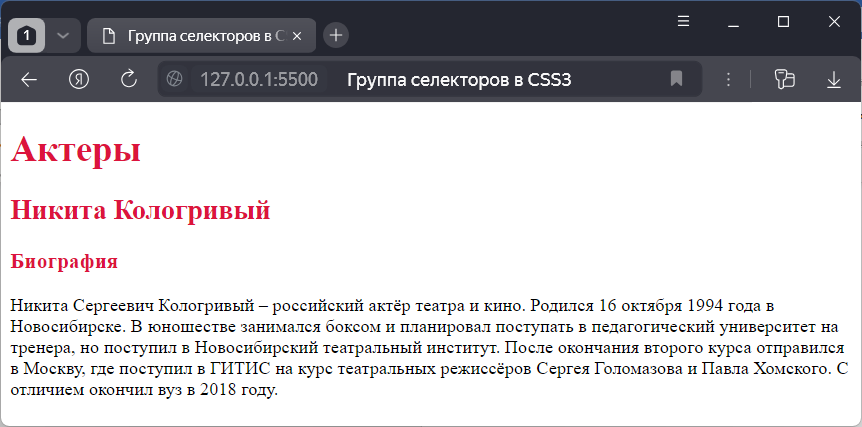 1
Группа селекторов в C
Я
127.0.0.1:5500 Группа селекторов в CSS3
Актеры
Никита Кологривый
Биография
Никита Сергеевич Кологривый – российский актёр театра и кино. Родился 16 октября 1994 года в
Новосибирске. В юношестве занимался боксом и планировал поступать в педагогический университет на
тренера, но поступил в Новосибирский театральный институт. После окончания второго курса отправился
в Москву, где поступил в ГИТИС на курс театральных режиссёров Сергея Голомазова и Павла Хомского. С
отличием окончил вуз в 2018 году.